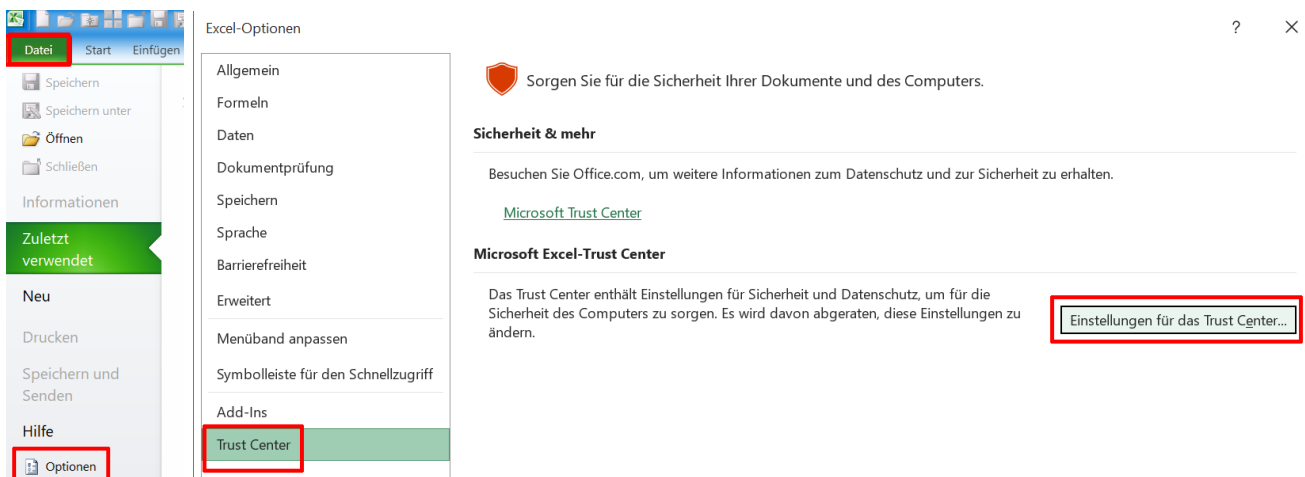 Datei Start Einfügen
Speichern
Speichern unter
Öffnen
Schließen
Informationen
Zuletzt
verwendet
Neu
Drucken
Speichern und
Senden
Hilfe
Optionen
Excel-Optionen
?
Allgemein
Formeln
Daten
Dokumentprüfung
Speichern
Sprache
Barrierefreiheit
Erweitert
Menüband anpassen
Symbolleiste für den Schnellzugriff
Add-Ins
Trust Center
Sorgen Sie für die Sicherheit Ihrer Dokumente und des Computers.
Sicherheit & mehr
Besuchen Sie Office.com, um weitere Informationen zum Datenschutz und zur Sicherheit zu erhalten.
Microsoft Trust Center
Microsoft Excel-Trust Center
Das Trust Center enthält Einstellungen für Sicherheit und Datenschutz, um für die
Sicherheit des Computers zu sorgen. Es wird davon abgeraten, diese Einstellungen zu
ändern.
Einstellungen für das Trust Center...